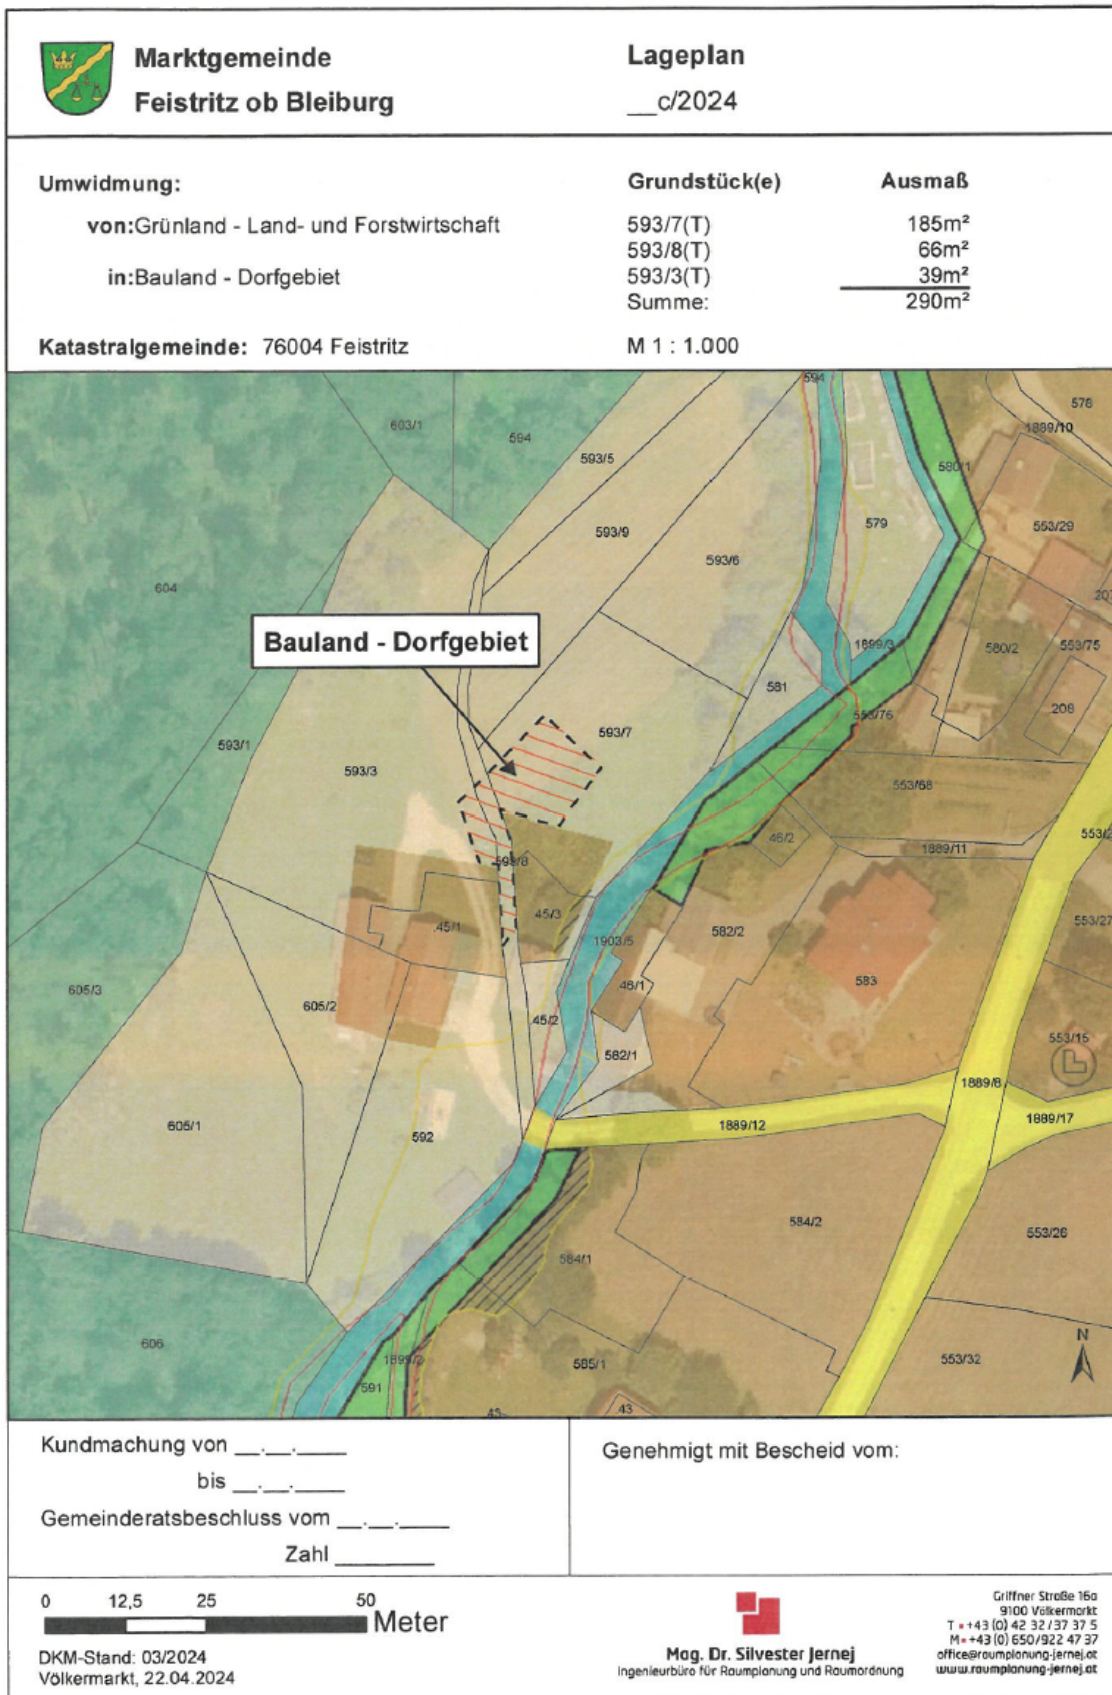 Marktgemeinde
Feistritz ob Bleiburg
Lageplan
__c/2024
Umwidmung:
von:Grünland - Land- und Forstwirtschaft
in:Bauland - Dorfgebiet
Grundstück(e) Ausmaß
593/7(T) 185m²
593/8(T) 66m²
593/3(T) 39m²
Summe: 290m²
Katastralgemeinde: 76004 Feistritz
M 1 : 1.000
594
603/1
594
593/5
578
1889/10
580/1
593/9
579
553/29
593/6
604
207
Bauland - Dorfgebiet
1899/3
580/2
553/75
581
208
553/76
593/7
593/1
593/3
553/68
553/2
46/2
1889/11
593/8
45/1
45/3
582/2
553/27
1903/5
583
605/3
46/1
605/2
45/2
553/15
582/1
1889/8
605/1
592
1889/12
1889/17
584/2
553/26
584/1
N
606
1899/2
585/1
553/32
591
43
43
Kundmachung von __.__.____
bis __.__.____
Gemeinderatsbeschluss vom __.__.____
Zahl ________
Genehmigt mit Bescheid vom:
0 12,5 25 50
Meter
DKM-Stand: 03/2024
Völkermarkt, 22.04.2024
Mag. Dr. Silvester Jernej
Ingenieurbüro für Raumplanung und Raumordnung
Griffner Straße 16a
9100 Völkermarkt
T +43 (0) 42 32 / 37 37 5
M +43 (0) 650/922 47 37
office@raumplanung-jernej.at
www.raumplanung-jernej.at